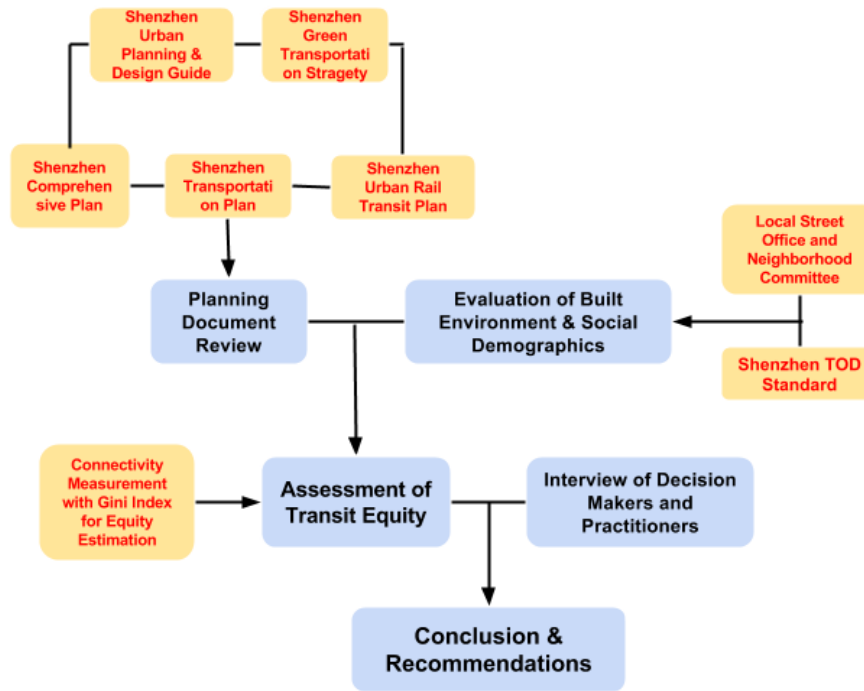 Shenzhen
Urban
Planning &
Design Guide
Shenzhen
Green
Transportati
on Stragety
Shenzhen
Comprehen
sive Plan
Shenzhen
Transportati
on Plan
Shenzhen
Urban Rail
Transit Plan
Local Street
Office and
Neighborhood
Committee
Planning
Document
Review
Evaluation of Built
Environment & Social
Demographics
Shenzhen TOD
Standard
Connectivity
Measurement
with Gini Index
for Equity
Estimation
Assessment of
Transit Equity
Interview of Decision
Makers and
Practitioners
Conclusion &
Recommendations